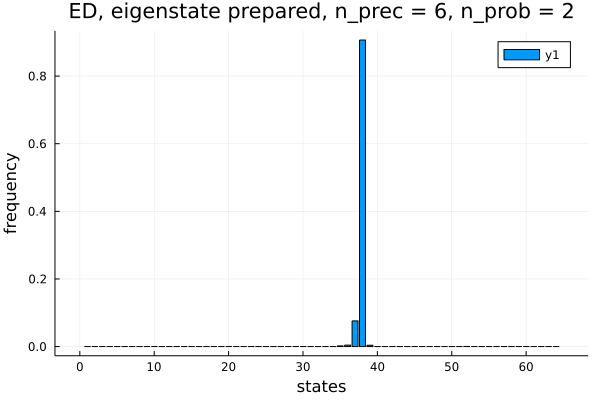 ED, eigenstate prepared, n_prec = 6, n_prob = 2
y1
frequency
0.8
0.6
0.4
0.2
0.0
0 10 20 30 40 50 60
states